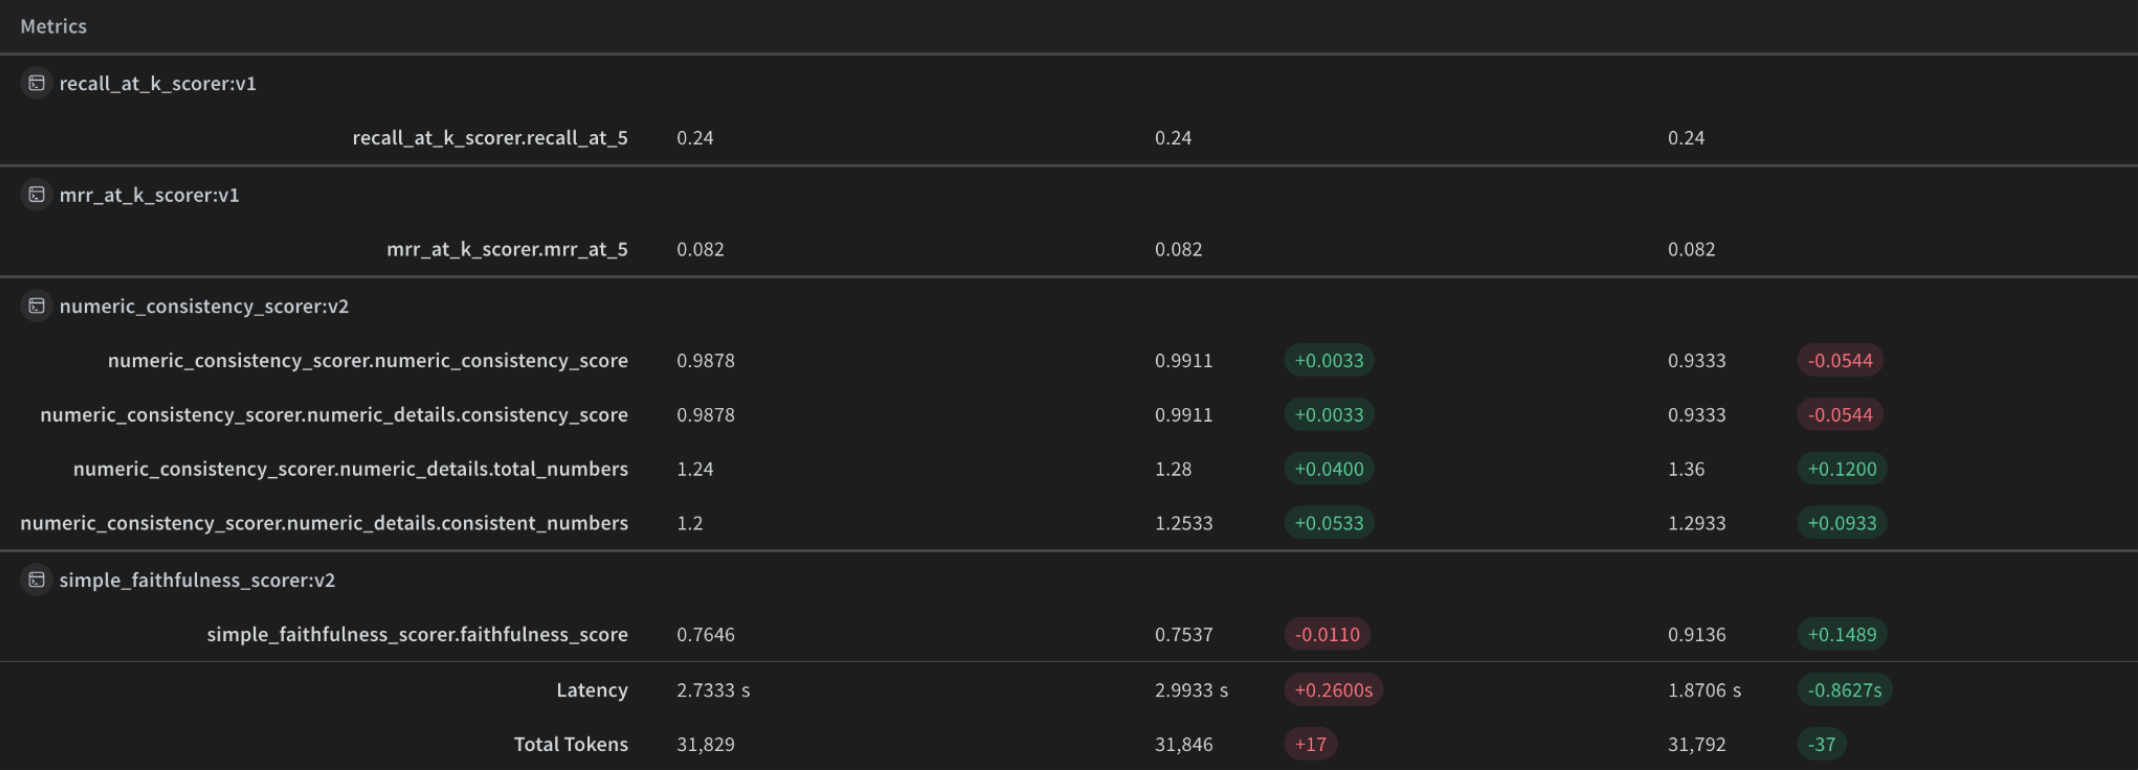 Metrics
recall_at_k_scorer:v1
recall_at_k_scorer.recall_at_5 0.24 0.24 0.24
mrr_at_k_scorer:v1
mrr_at_k_scorer.mrr_at_5 0.082 0.082 0.082
numeric_consistency_scorer:v2
numeric_consistency_scorer.numeric_consistency_score 0.9878 0.9911 +0.0033 0.9333 -0.0544
numeric_consistency_scorer.numeric_details.consistency_score 0.9878 0.9911 +0.0033 0.9333 -0.0544
numeric_consistency_scorer.numeric_details.total_numbers 1.24 1.28 +0.0400 1.36 +0.1200
numeric_consistency_scorer.numeric_details.consistent_numbers 1.2 1.2533 +0.0533 1.2933 +0.0933
simple_faithfulness_scorer:v2
simple_faithfulness_scorer.faithfulness_score 0.7646 0.7537 -0.0110 0.9136 +0.1489
Latency 2.7333 s 2.9933 s +0.2600s 1.8706 s -0.8627s
Total Tokens 31,829 31,846 +17 31,792 -37